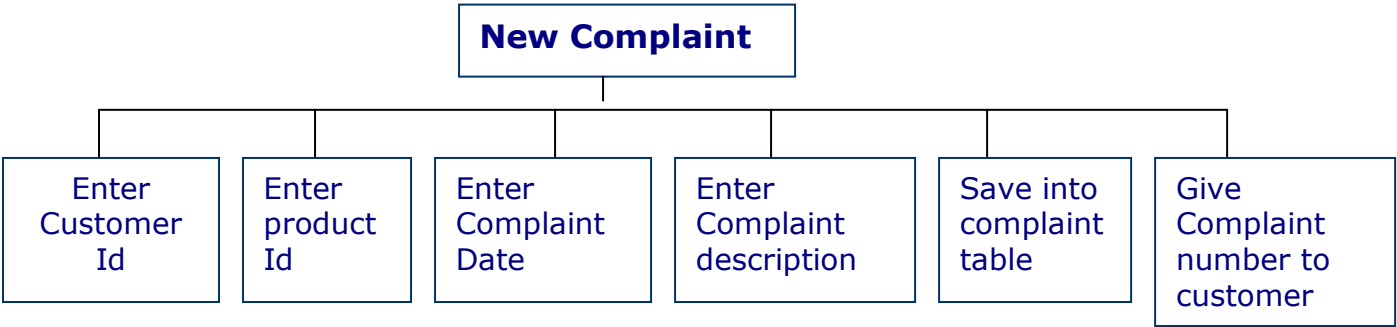 New Complaint
Enter
Customer
Id
Enter
product
Id
Enter
Complaint
Date
Enter
Complaint
description
Save into
complaint
table
Give
Complaint
number to
customer